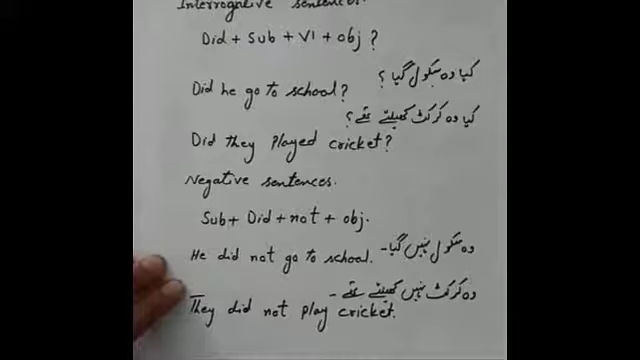 Interrogative sentences.
Did + Sub + V1 + obj ?
کیا وہ سکول گیا ؟
Did he go to school?
کیا وہ کرکٹ کھیلتے تھے ؟
Did they played cricket?
Negative sentences.
Sub + Did + not + obj.
وہ سکول نہیں گیا -
He did not go to school.
وہ کرکٹ نہیں کھیلتے تھے -
They did not play cricket.